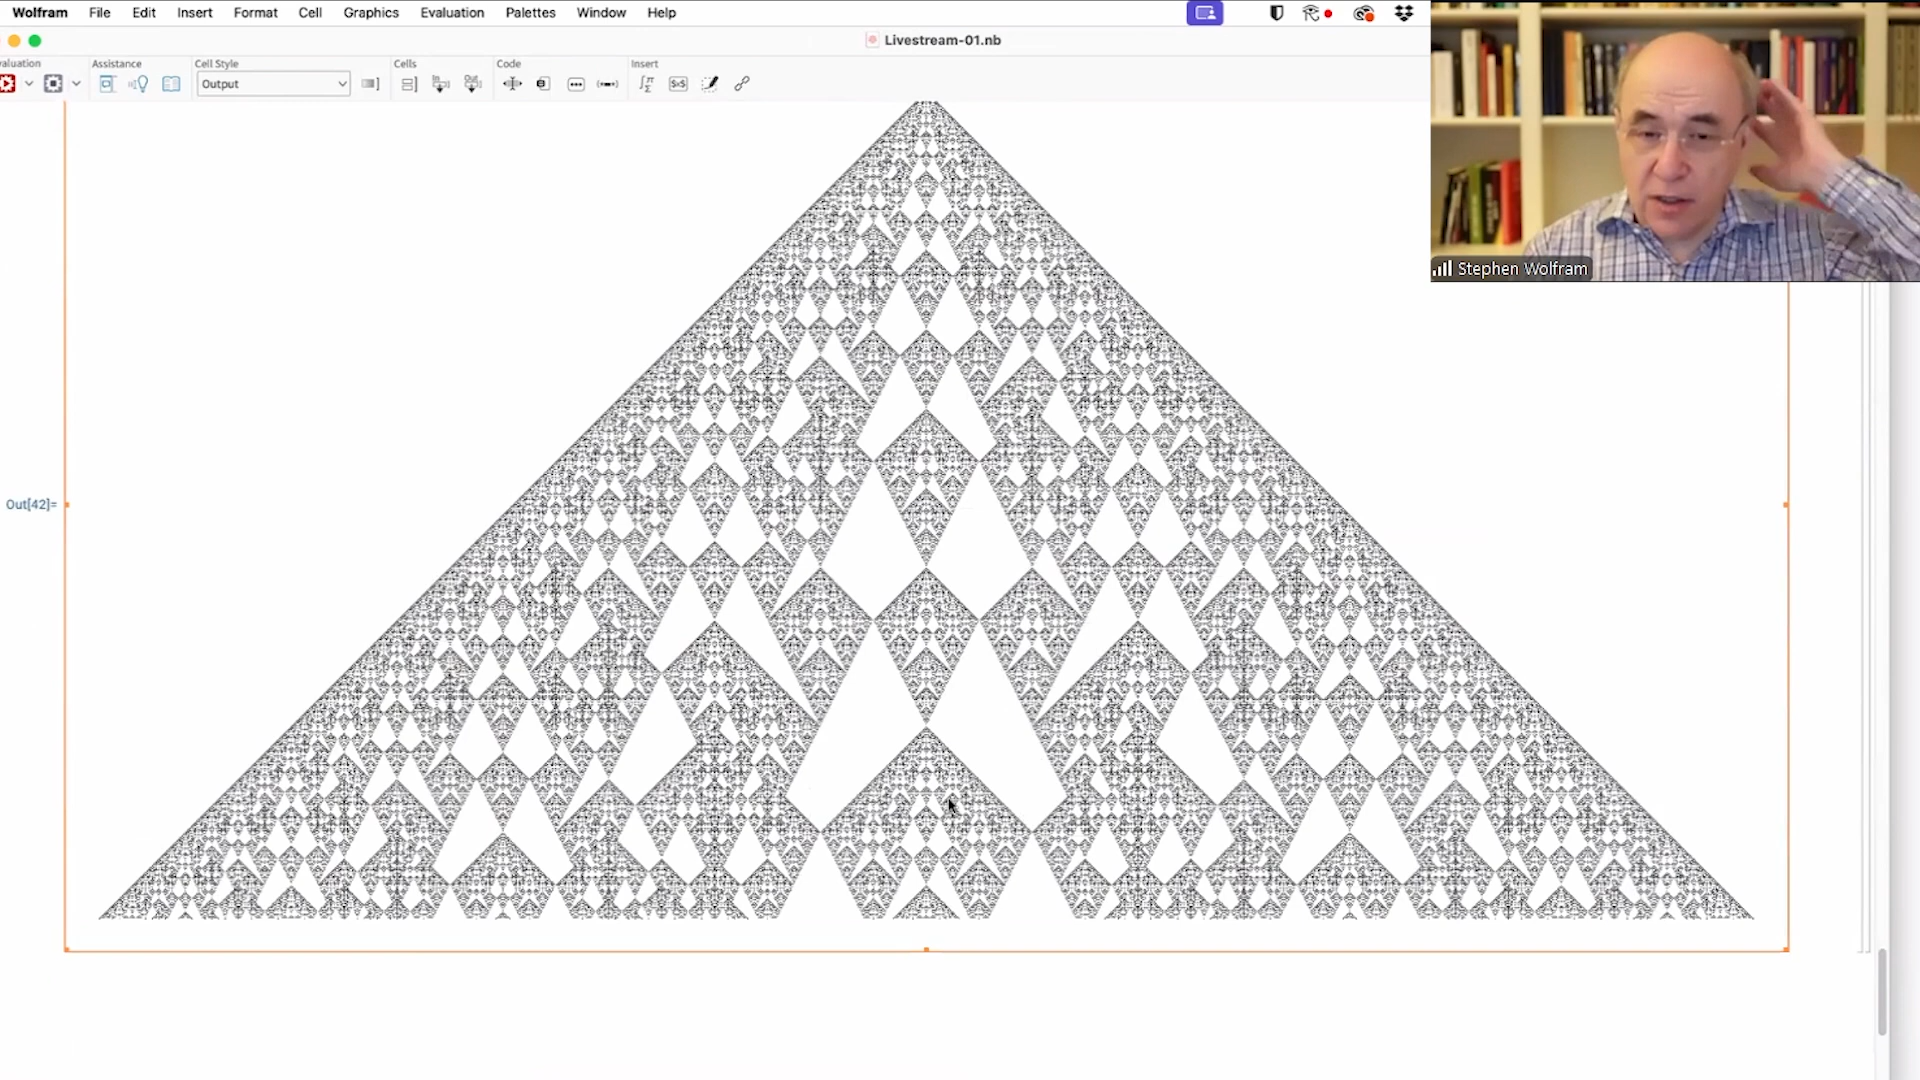 Wolfram File Edit Insert Format Cell Graphics Evaluation Palettes Window Help
Livestream-01.nb
valuation Assistance Cell Style Cells Code Insert
Output
Stephen Wolfram
Out[42]=